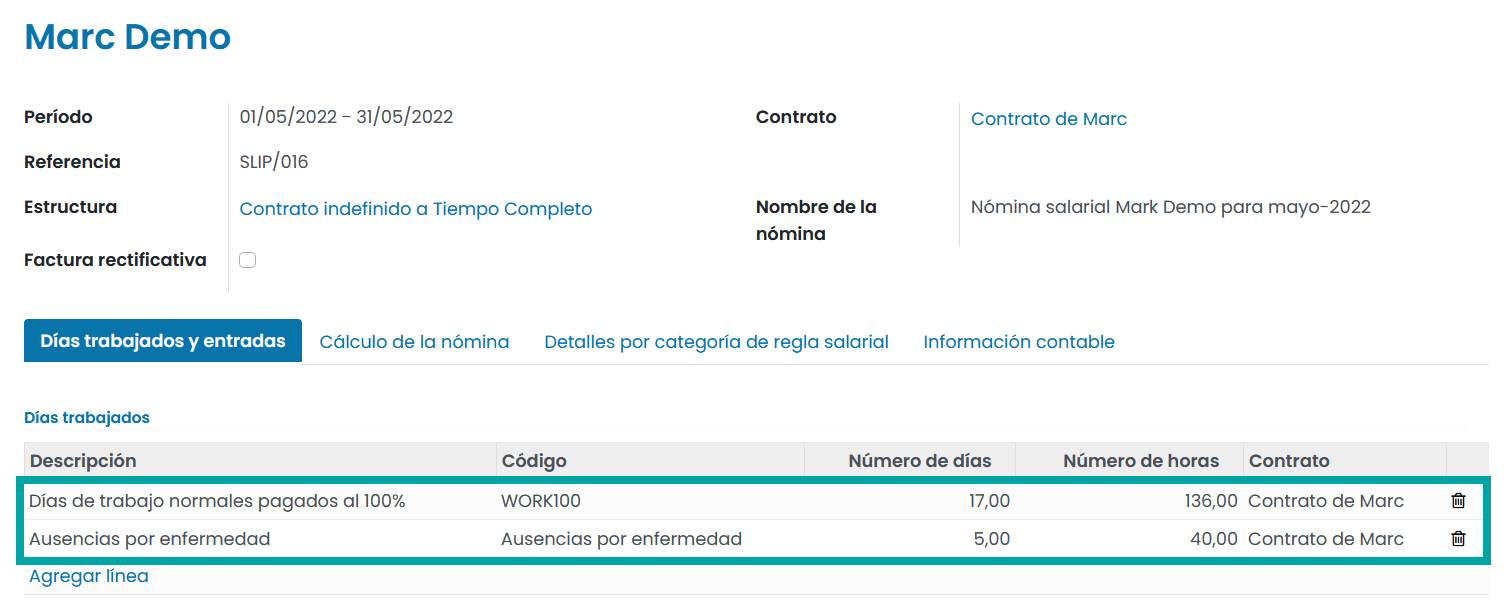 Marc Demo
Período 01/05/2022 - 31/05/2022 Contrato Contrato de Marc
Referencia SLIP/016
Estructura Contrato indefinido a Tiempo Completo Nombre de la nómina Nómina salarial Mark Demo para mayo-2022
Factura rectificativa
Días trabajados y entradas Cálculo de la nómina Detalles por categoría de regla salarial Información contable
Días trabajados
Descripción Código Número de días Número de horas Contrato
Días de trabajo normales pagados al 100% WORK100 17,00 136,00 Contrato de Marc
Ausencias por enfermedad Ausencias por enfermedad 5,00 40,00 Contrato de Marc
Agregar línea